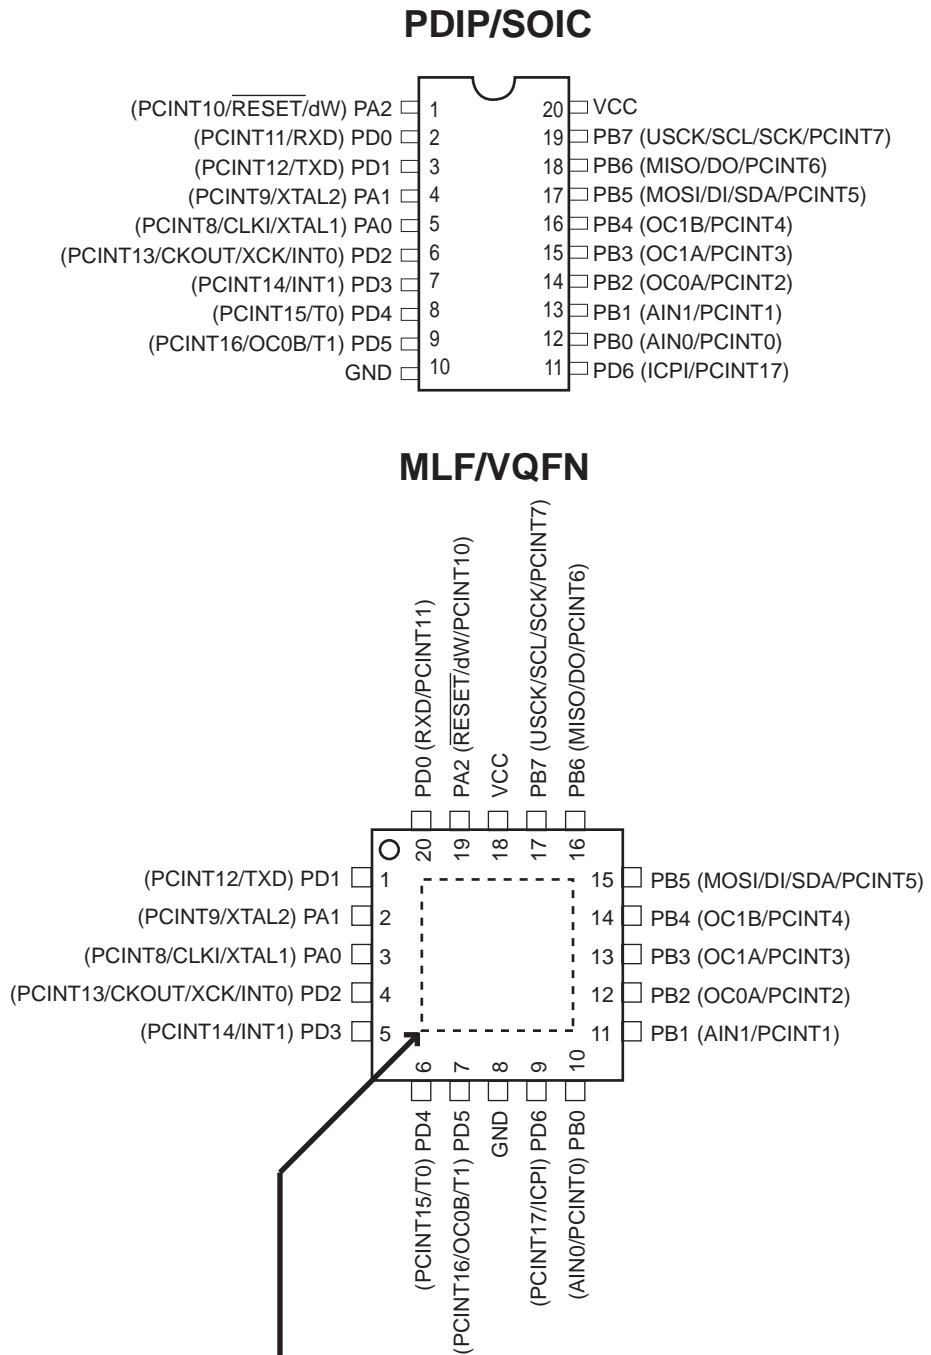 PDIP/SOIC
(PCINT10/RESET/dW) PA2 1 20 VCC
(PCINT11/RXD) PD0 2 19 PB7 (USCK/SCL/SCK/PCINT7)
(PCINT12/TXD) PD1 3 18 PB6 (MISO/DO/PCINT6)
(PCINT9/XTAL2) PA1 4 17 PB5 (MOSI/DI/SDA/PCINT5)
(PCINT8/CLKI/XTAL1) PA0 5 16 PB4 (OC1B/PCINT4)
(PCINT13/CKOUT/XCK/INT0) PD2 6 15 PB3 (OC1A/PCINT3)
(PCINT14/INT1) PD3 7 14 PB2 (OC0A/PCINT2)
(PCINT15/T0) PD4 8 13 PB1 (AIN1/PCINT1)
(PCINT16/OC0B/T1) PD5 9 12 PB0 (AIN0/PCINT0)
GND 10 11 PD6 (ICPI/PCINT17)
MLF/VQFN
PD0 (RXD/PCINT11)
PA2 (RESET/dW/PCINT10)
VCC
PB7 (USCK/SCL/SCK/PCINT7)
PB6 (MISO/DO/PCINT6)
20 19 18 17 16
(PCINT12/TXD) PD1 1 15 PB5 (MOSI/DI/SDA/PCINT5)
(PCINT9/XTAL2) PA1 2 14 PB4 (OC1B/PCINT4)
(PCINT8/CLKI/XTAL1) PA0 3 13 PB3 (OC1A/PCINT3)
(PCINT13/CKOUT/XCK/INT0) PD2 4 12 PB2 (OC0A/PCINT2)
(PCINT14/INT1) PD3 5 11 PB1 (AIN1/PCINT1)
6 7 8 9 10
(PCINT15/T0) PD4
(PCINT16/OC0B/T1) PD5
GND
(PCINT17/ICPI) PD6
(AIN0/PCINT0) PB0